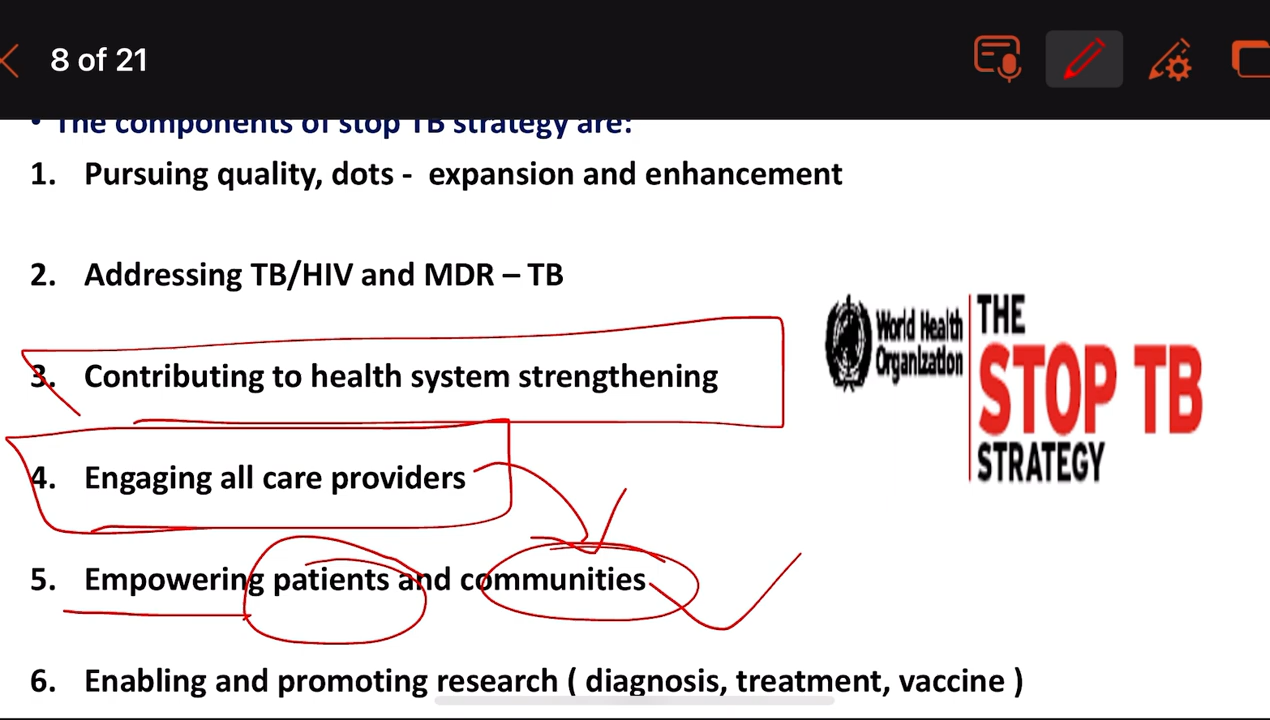 8 of 21
• The components of stop TB strategy are:
1. Pursuing quality, dots - expansion and enhancement
2. Addressing TB/HIV and MDR – TB
3. Contributing to health system strengthening
4. Engaging all care providers
5. Empowering patients and communities
6. Enabling and promoting research ( diagnosis, treatment, vaccine )
World Health
Organization
THE
STOP TB
STRATEGY